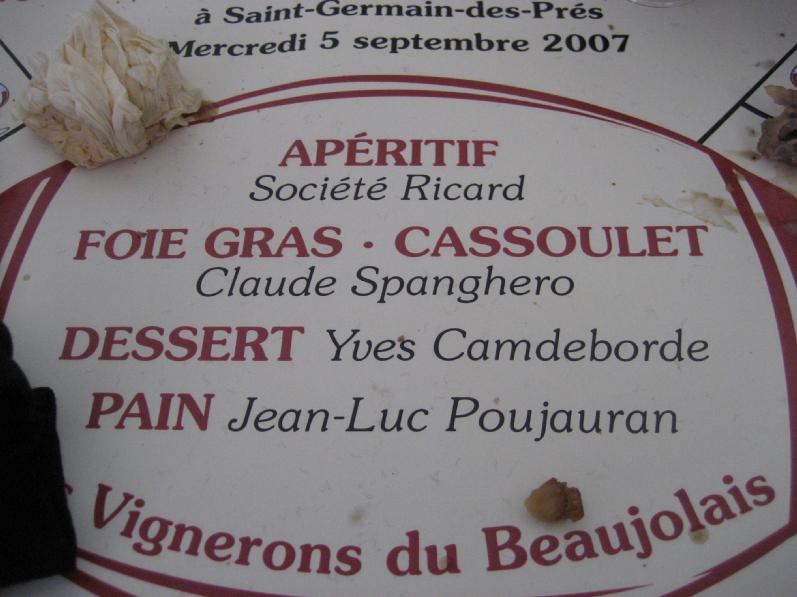 à Saint-Germain-des-Prés
Mercredi 5 septembre 2007
APÉRITIF
Société Ricard
FOIE GRAS · CASSOULET
Claude Spanghero
DESSERT Yves Camdeborde
PAIN Jean-Luc Poujauran
Vignerons du Beaujolais